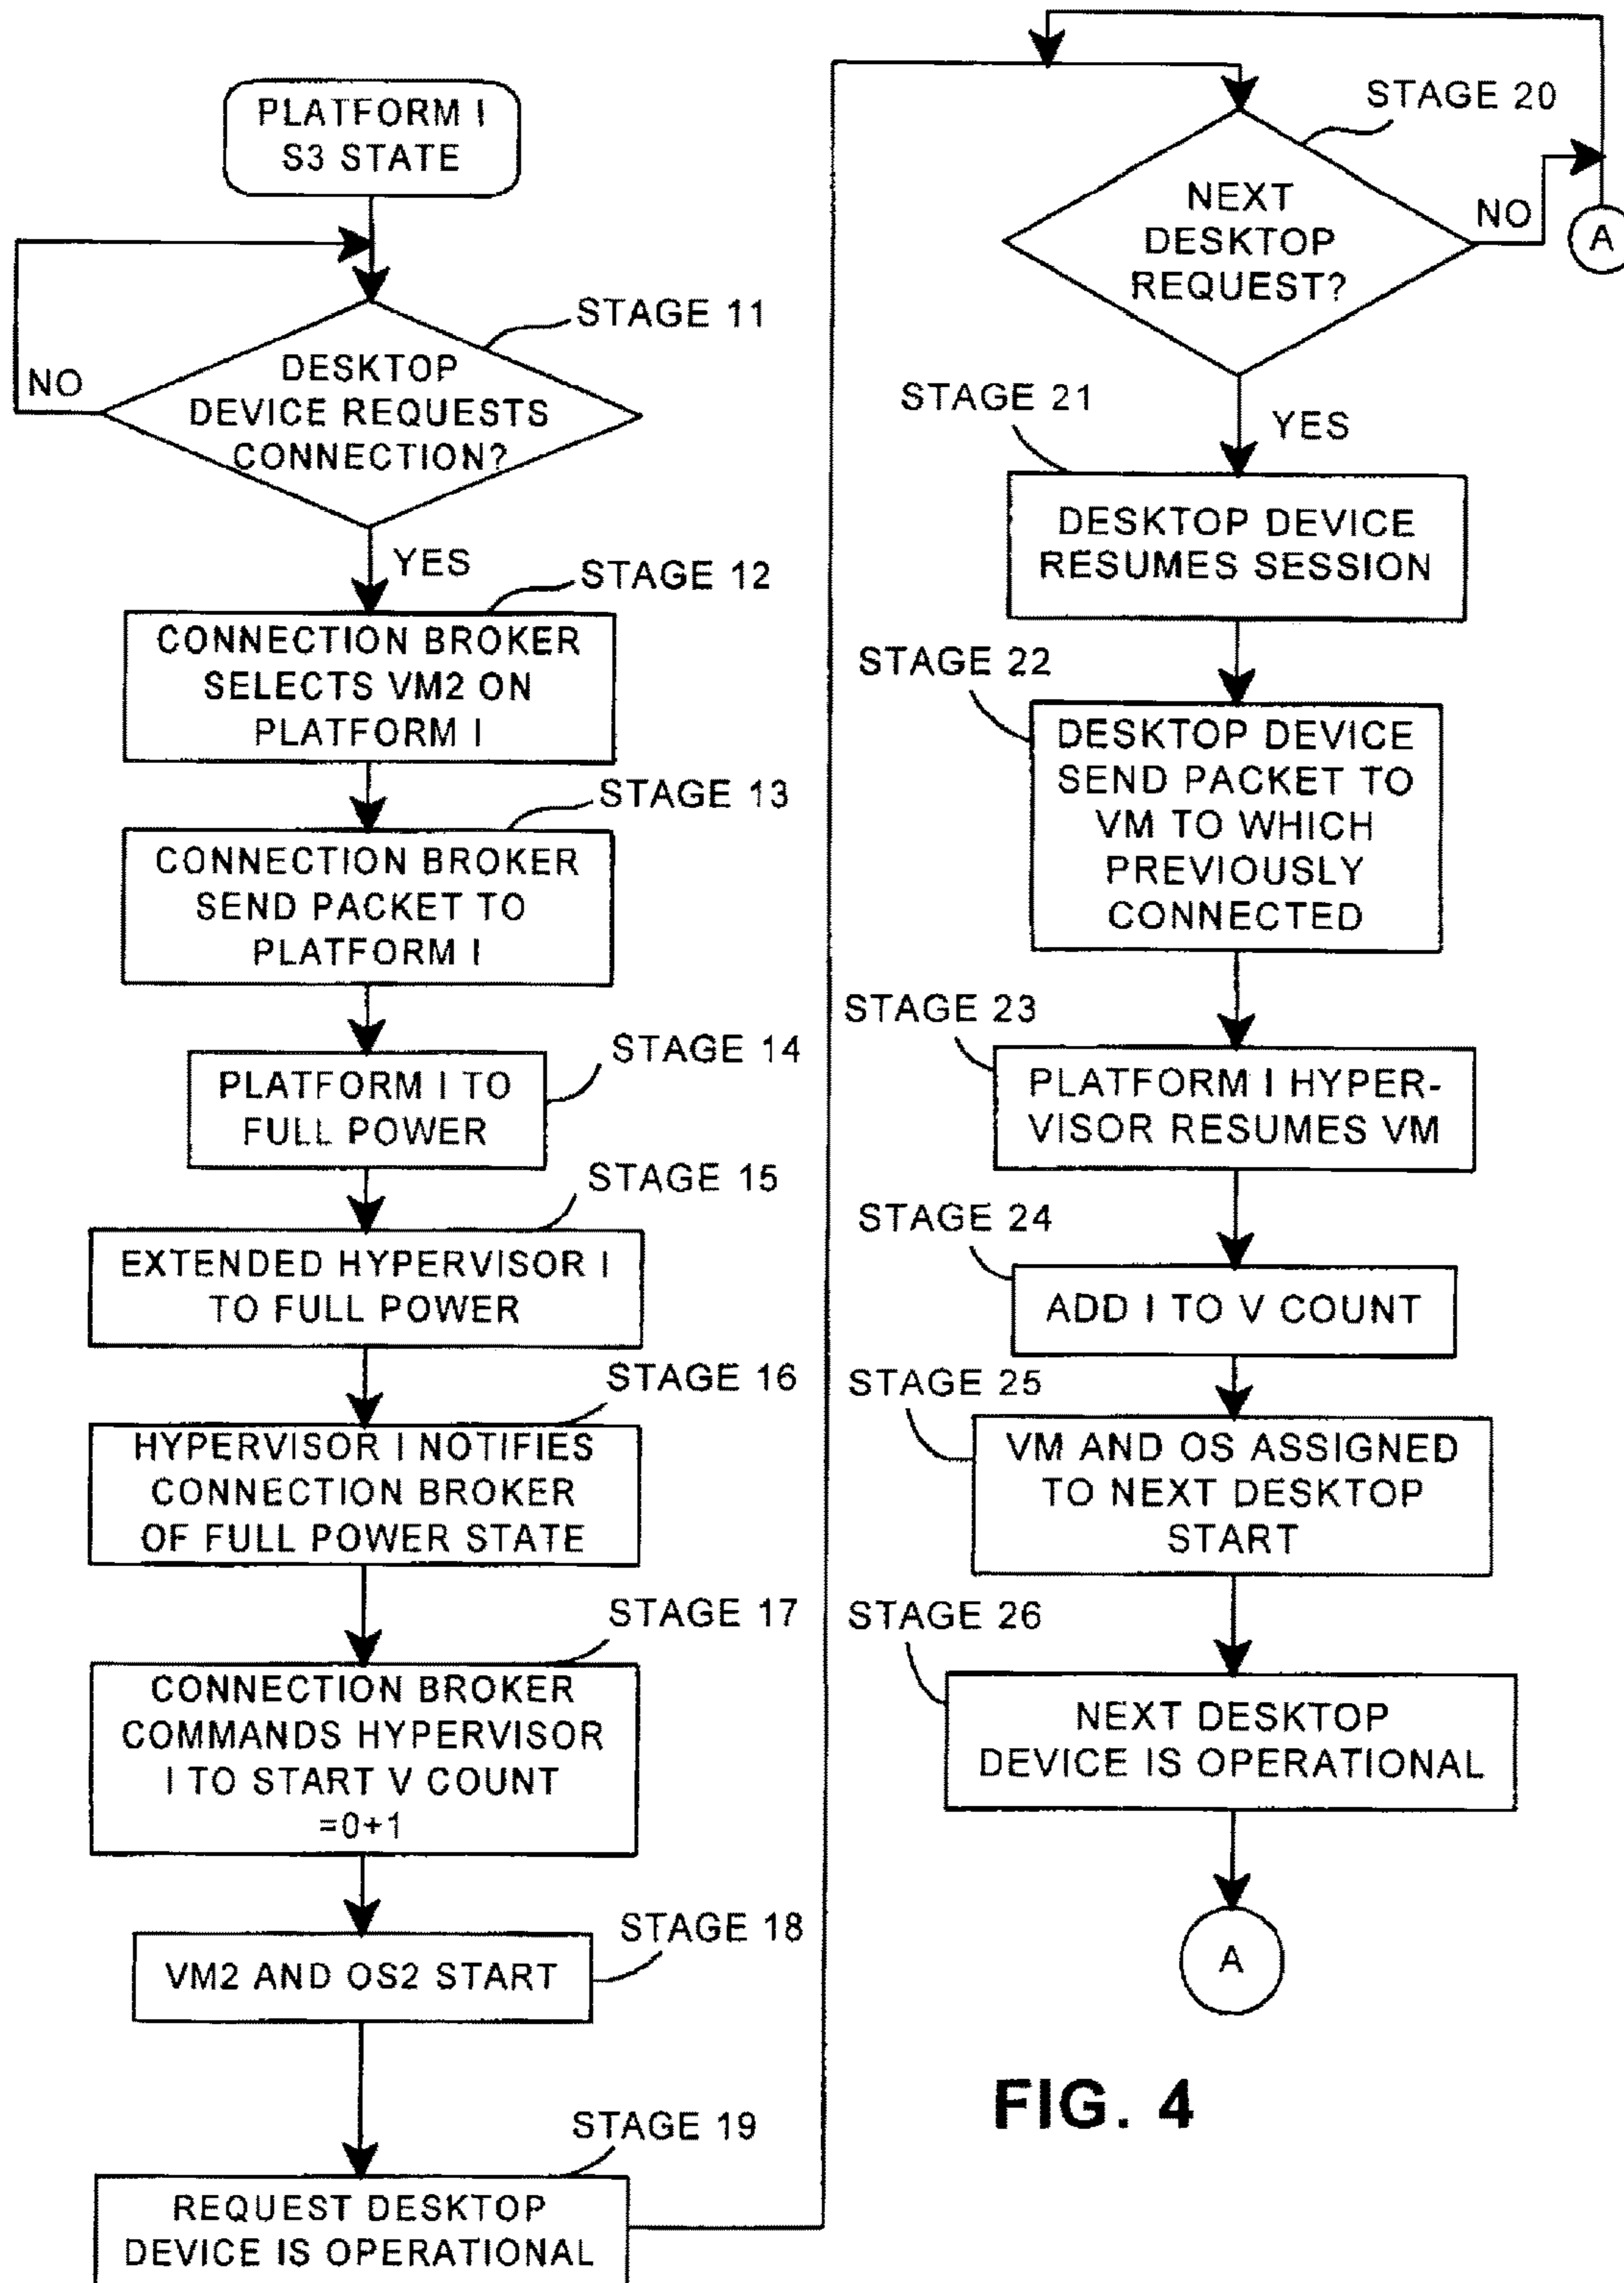 PLATFORM I
S3 STATE
STAGE 11
DESKTOP
DEVICE REQUESTS
CONNECTION?
NO
YES
STAGE 12
CONNECTION BROKER
SELECTS VM2 ON
PLATFORM I
STAGE 13
CONNECTION BROKER
SEND PACKET TO
PLATFORM I
STAGE 14
PLATFORM I TO
FULL POWER
STAGE 15
EXTENDED HYPERVISOR I
TO FULL POWER
STAGE 16
HYPERVISOR I NOTIFIES
CONNECTION BROKER
OF FULL POWER STATE
STAGE 17
CONNECTION BROKER
COMMANDS HYPERVISOR
I TO START V COUNT
=0+1
STAGE 18
VM2 AND OS2 START
STAGE 19
REQUEST DESKTOP
DEVICE IS OPERATIONAL
STAGE 20
NEXT
DESKTOP
REQUEST?
NO
A
YES
STAGE 21
DESKTOP DEVICE
RESUMES SESSION
STAGE 22
DESKTOP DEVICE
SEND PACKET TO
VM TO WHICH
PREVIOUSLY
CONNECTED
STAGE 23
PLATFORM I HYPER-
VISOR RESUMES VM
STAGE 24
ADD I TO V COUNT
STAGE 25
VM AND OS ASSIGNED
TO NEXT DESKTOP
START
STAGE 26
NEXT DESKTOP
DEVICE IS OPERATIONAL
A
FIG. 4